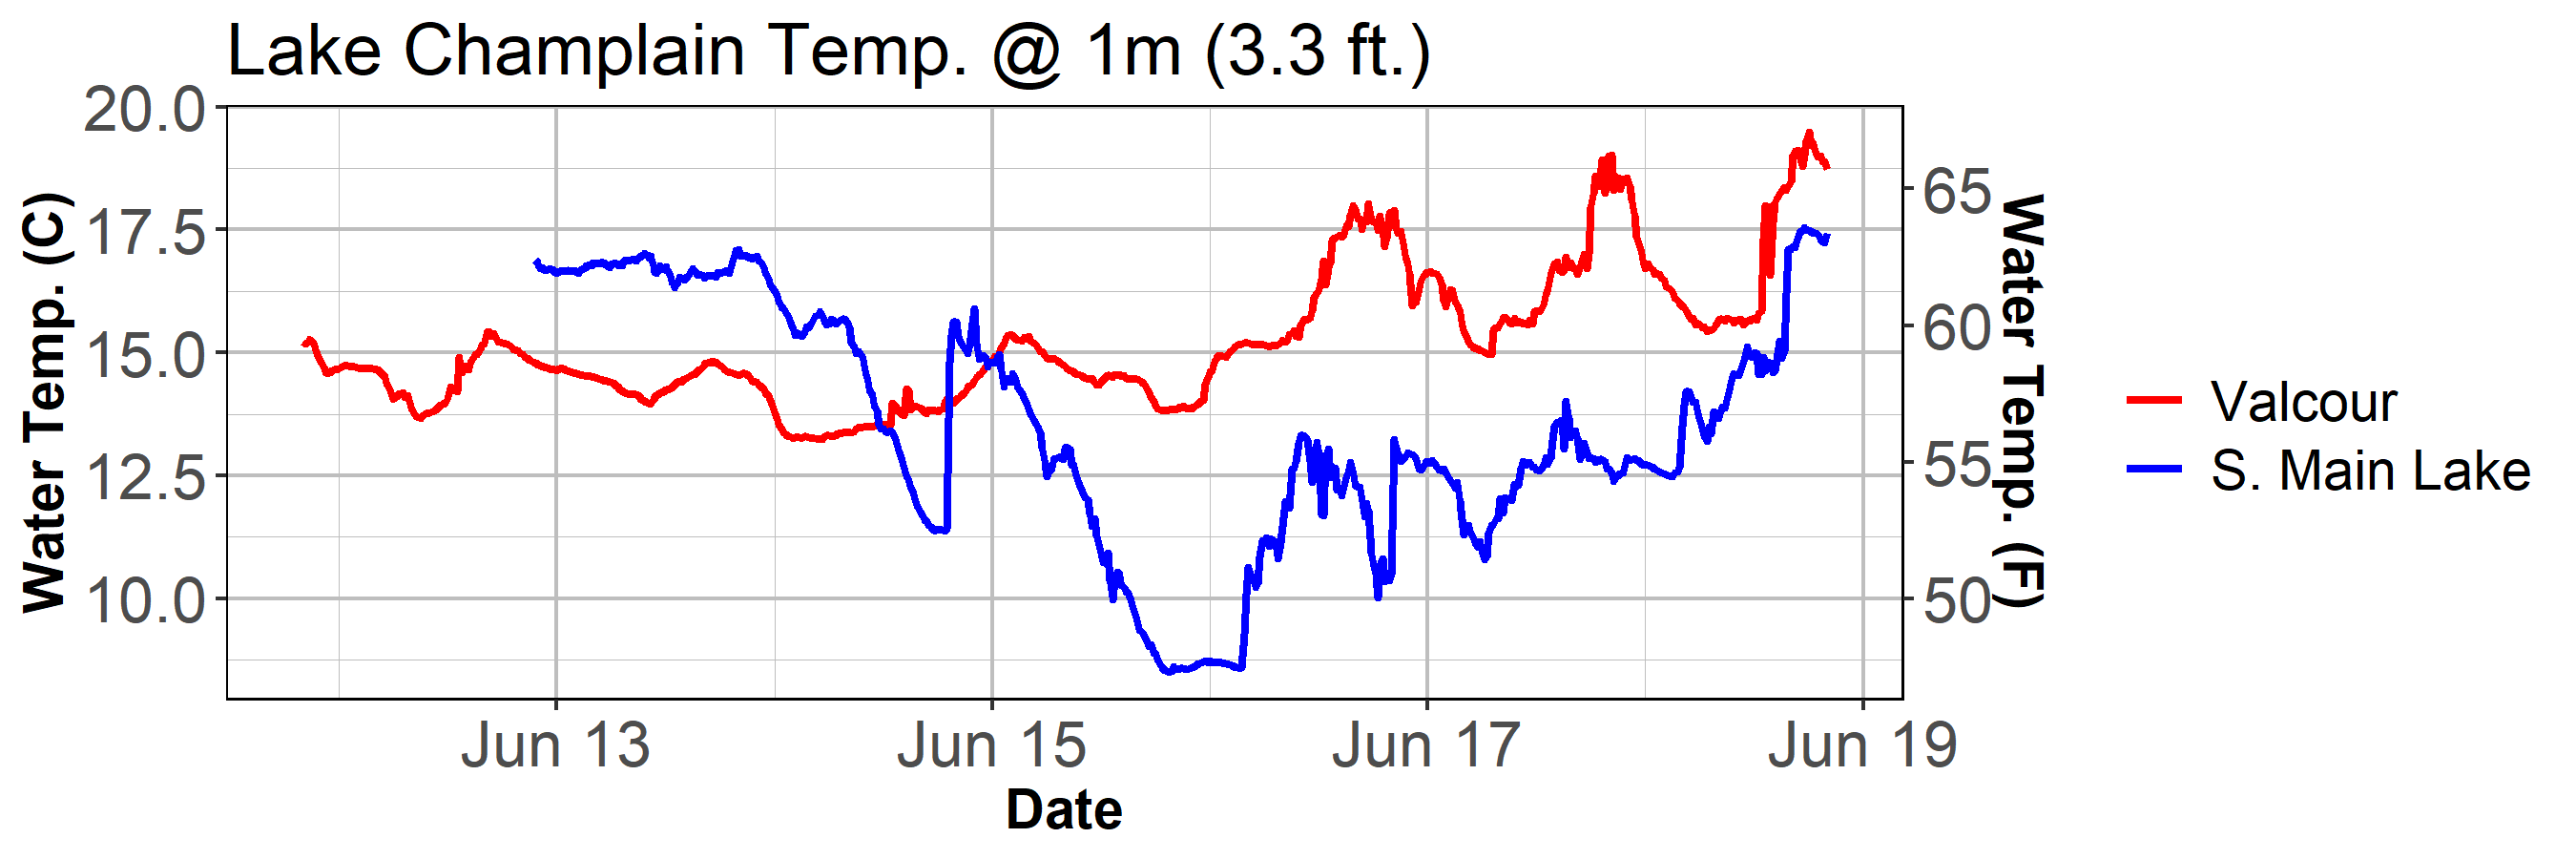 Lake Champlain Temp. @ 1m (3.3 ft.)
Water Temp. (C)
20.0
17.5
15.0
12.5
10.0
65
60
55
50
Water Temp. (F)
Jun 13
Jun 15
Jun 17
Jun 19
Date
Valcour
S. Main Lake